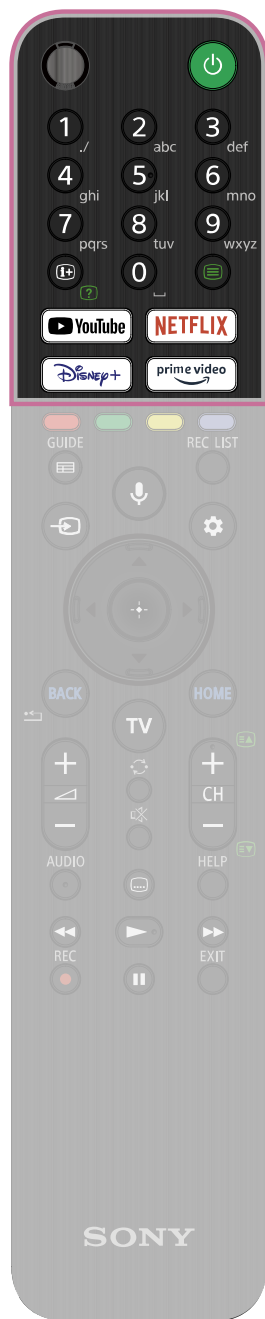 1 2 3
./ abc def
4 5 6
ghi jkl mno
7 8 9
pqrs tuv wxyz
i+ 0
?
YouTube NETFLIX
Disney+ prime video
GUIDE REC LIST
BACK HOME
TV
+ +
CH
− −
AUDIO HELP
REC EXIT
SONY